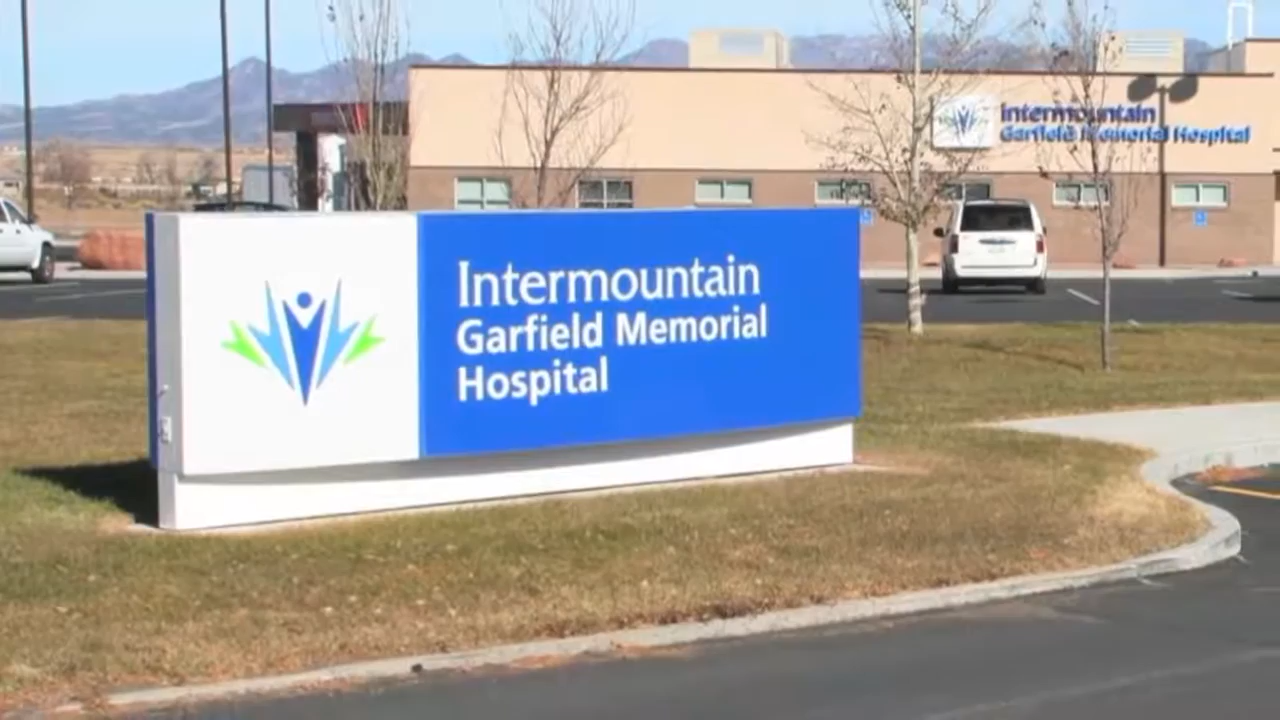 Intermountain
Garfield Memorial Hospital
Intermountain
Garfield Memorial
Hospital